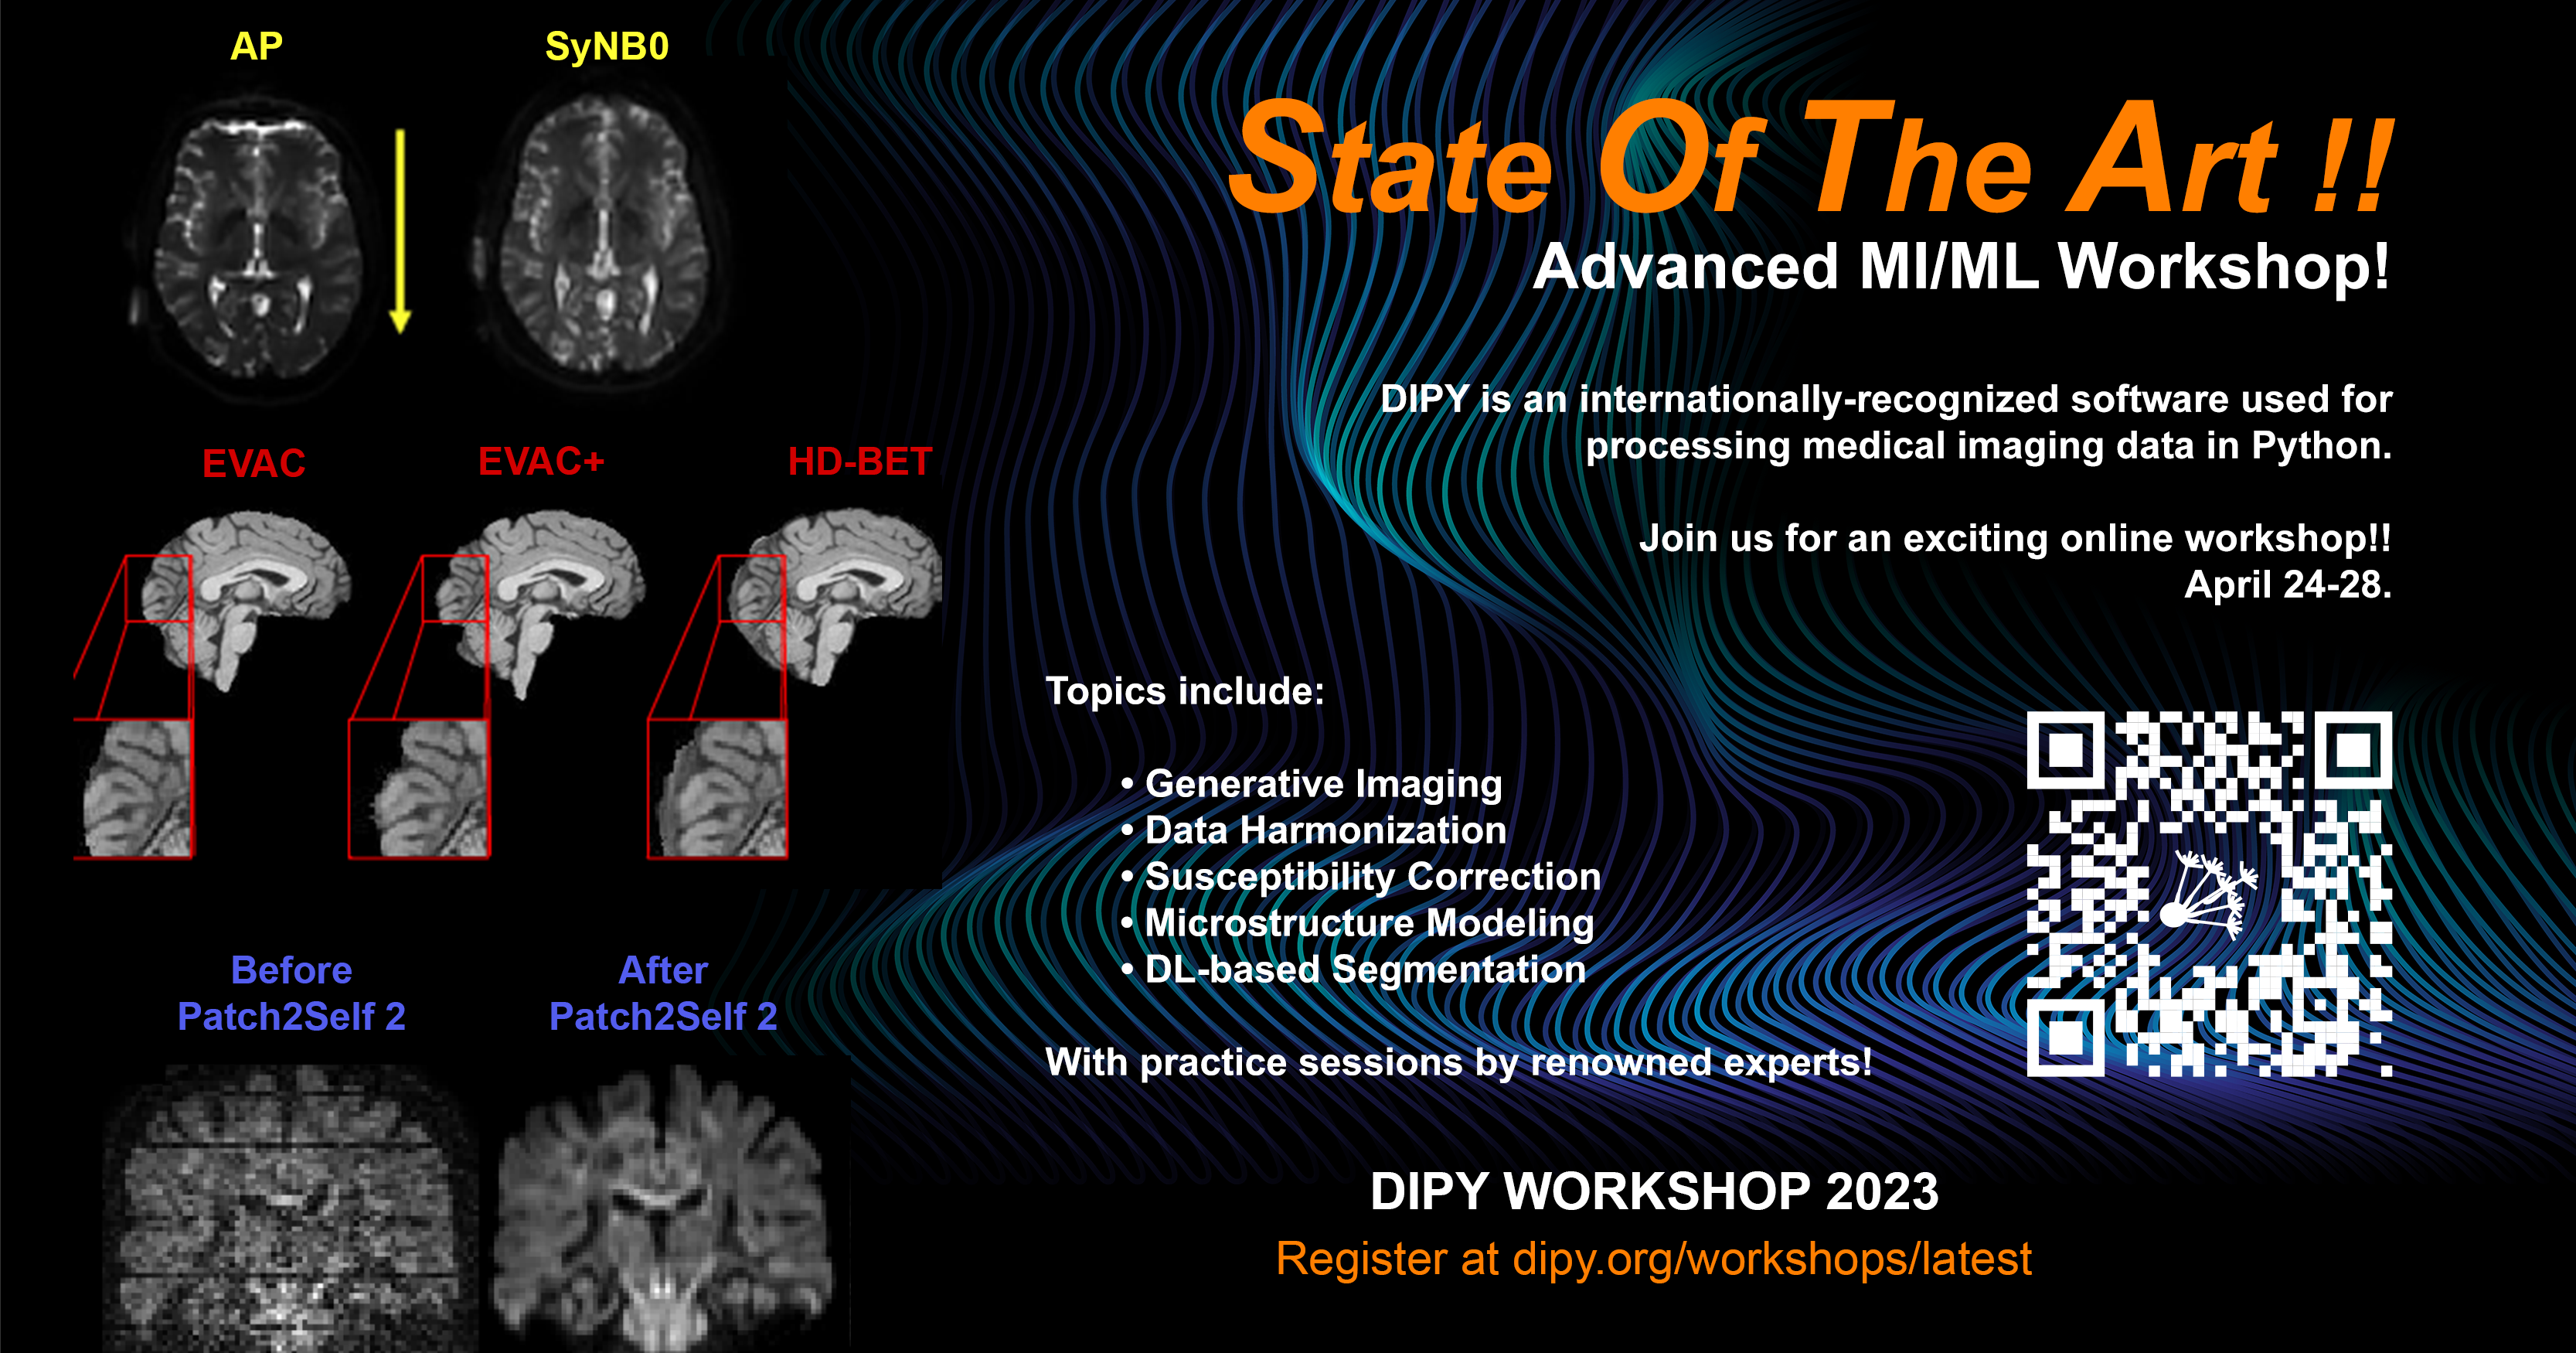 AP
SyNB0
EVAC
EVAC+
HD-BET
Before
Patch2Self 2
After
Patch2Self 2
State Of The Art !!
Advanced MI/ML Workshop!
DIPY is an internationally-recognized software used for
processing medical imaging data in Python.
Join us for an exciting online workshop!!
April 24-28.
Topics include:
• Generative Imaging
• Data Harmonization
• Susceptibility Correction
• Microstructure Modeling
• DL-based Segmentation
With practice sessions by renowned experts!
DIPY WORKSHOP 2023
Register at dipy.org/workshops/latest